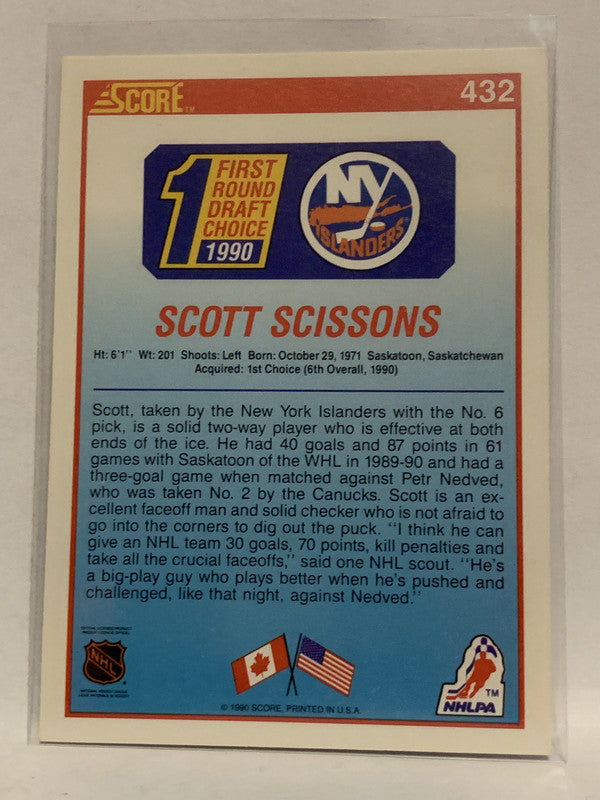 SCORE TM
432
1
FIRST
ROUND
DRAFT
CHOICE
1990
NY
ISLANDERS
SCOTT SCISSONS
Ht: 6'1" Wt: 201 Shoots: Left Born: October 29, 1971 Saskatoon, Saskatchewan
Acquired: 1st Choice (6th Overall, 1990)
Scott, taken by the New York Islanders with the No. 6
pick, is a solid two-way player who is effective at both
ends of the ice. He had 40 goals and 87 points in 61
games with Saskatoon of the WHL in 1989-90 and had a
three-goal game when matched against Petr Nedved,
who was taken No. 2 by the Canucks. Scott is an ex-
cellent faceoff man and solid checker who is not afraid to
go into the corners to dig out the puck. "I think he can
give an NHL team 30 goals, 70 points, kill penalties and
take all the crucial faceoffs," said one NHL scout. "He's
a big-play guy who plays better when he's pushed and
challenged, like that night, against Nedved."
OFFICIAL LICENSED PRODUCT
NHL
NATIONAL HOCKEY LEAGUE
TM
NHLPA
© 1990 SCORE, PRINTED IN U.S.A.